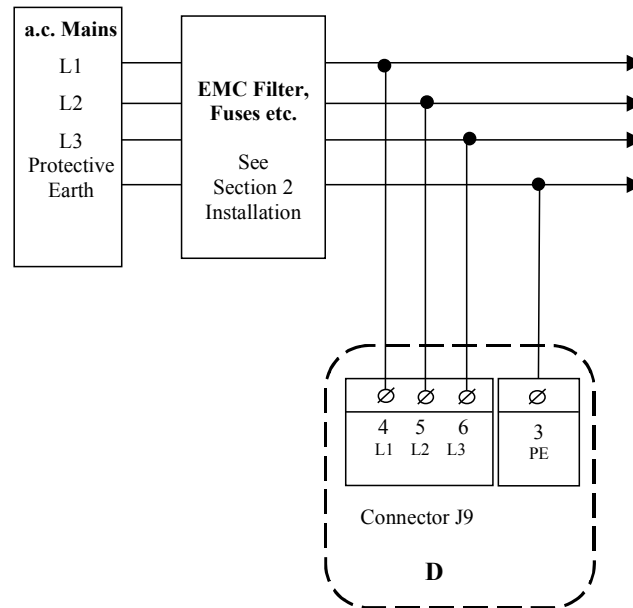 a.c. Mains
L1
L2
L3
Protective
Earth
EMC Filter,
Fuses etc.
See
Section 2
Installation
4 5 6
L1 L2 L3
3
PE
Connector J9
D